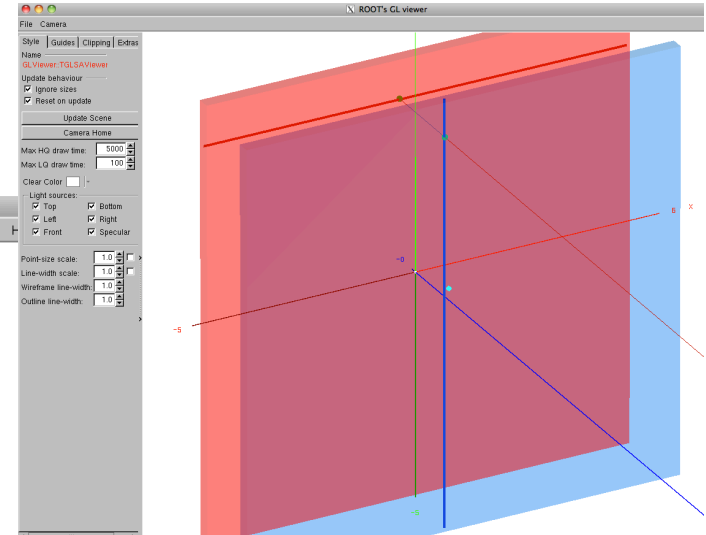 ROOT's GL viewer
File Camera
Style Guides Clipping Extras
Name
GLViewer::TGLSAViewer
Update behaviour
Ignore sizes
Reset on update
Update Scene
Camera Home
Max HQ draw time: 5000
Max LQ draw time: 100
Clear Color
Light sources:
Top Bottom
Left Right
Front Specular
Point-size scale: 1.0
Line-width scale: 1.0
Wireframe line-width: 1.0
Outline line-width: 1.0
H
X
-0
-5